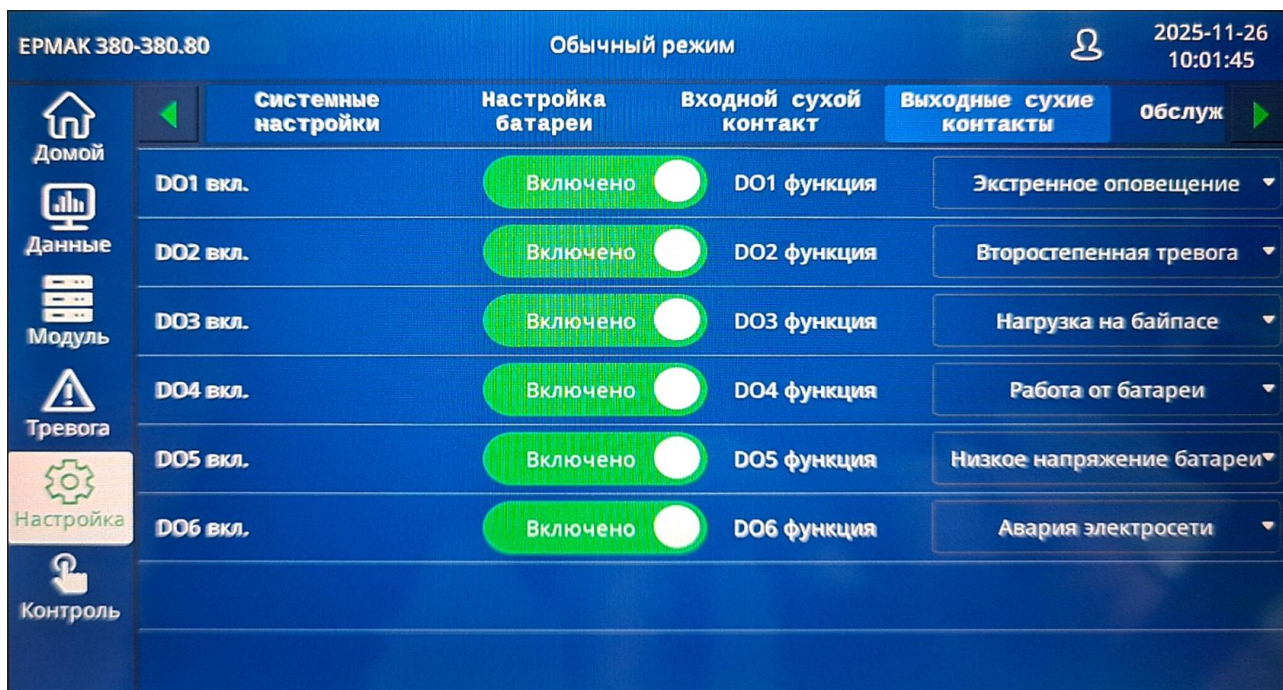 ЕРМАК 380-380.80
Обычный режим
2025-11-26
10:01:45
Домой
Данные
Модуль
Тревога
Настройка
Контроль
Системные
настройки
Настройка
батареи
Входной сухой
контакт
Выходные сухие
контакты
Обслуж
DO1 вкл. Включено DO1 функция Экстренное оповещение
DO2 вкл. Включено DO2 функция Второстепенная тревога
DO3 вкл. Включено DO3 функция Нагрузка на байпасе
DO4 вкл. Включено DO4 функция Работа от батареи
DO5 вкл. Включено DO5 функция Низкое напряжение батареи
DO6 вкл. Включено DO6 функция Авария электросети